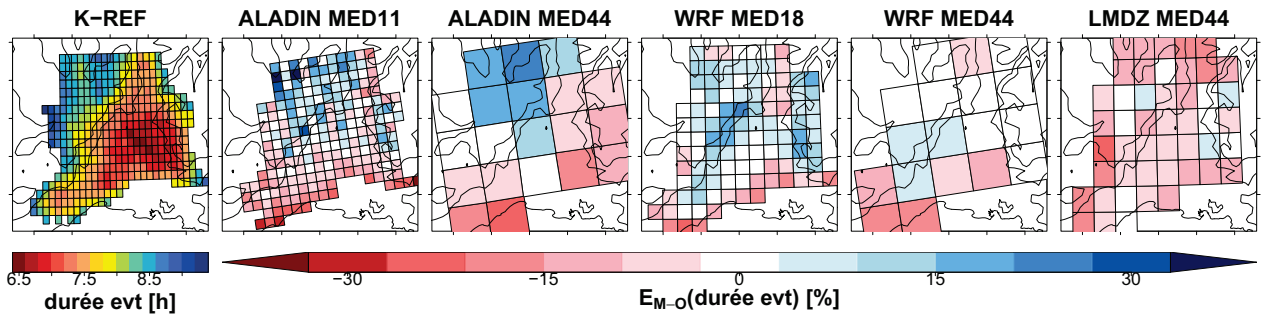 K−REF ALADIN MED11 ALADIN MED44 WRF MED18 WRF MED44 LMDZ MED44
6.5 7.5 8.5 −30 −15 0 15 30
durée evt [h] E_M−O(durée evt) [%]